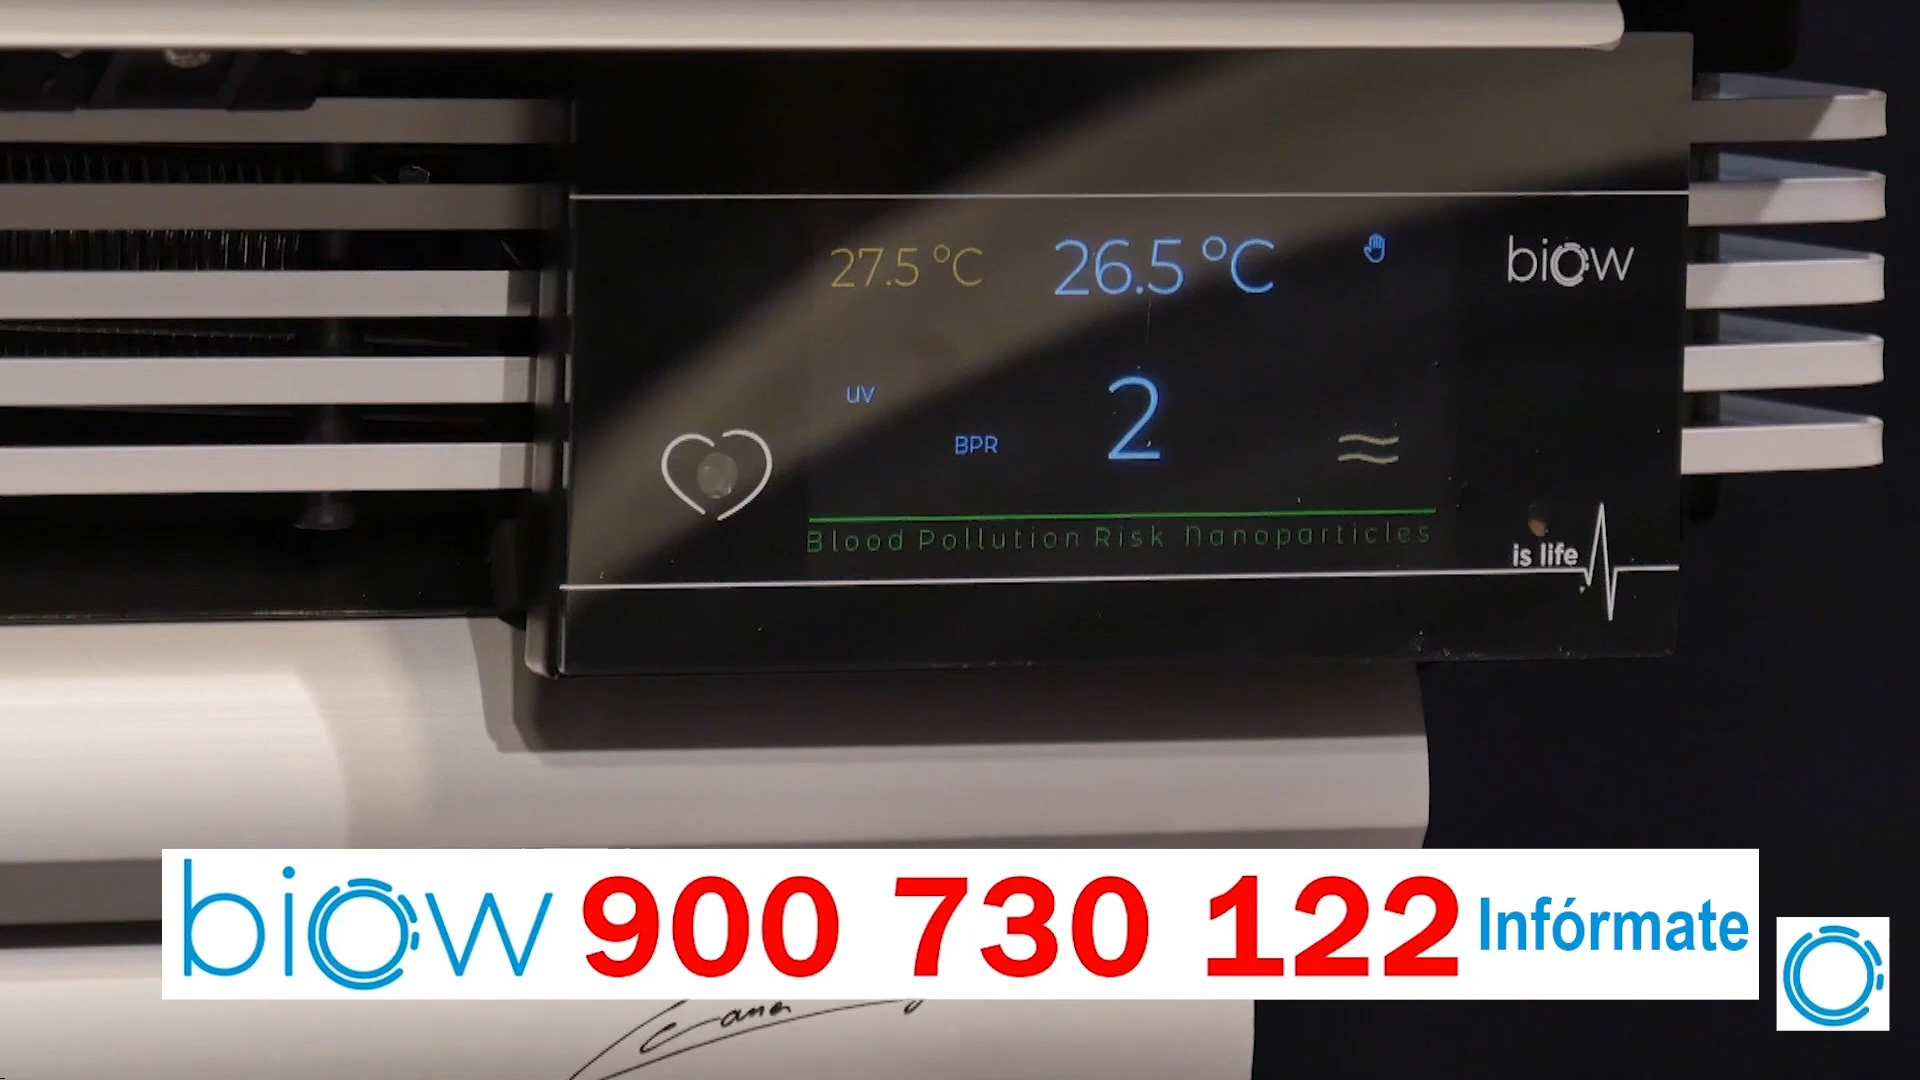 27.5 °C 26.5 °C
biow
UV
BPR 2
Blood Pollution Risk Nanoparticles
is life
biow 900 730 122 Infórmate